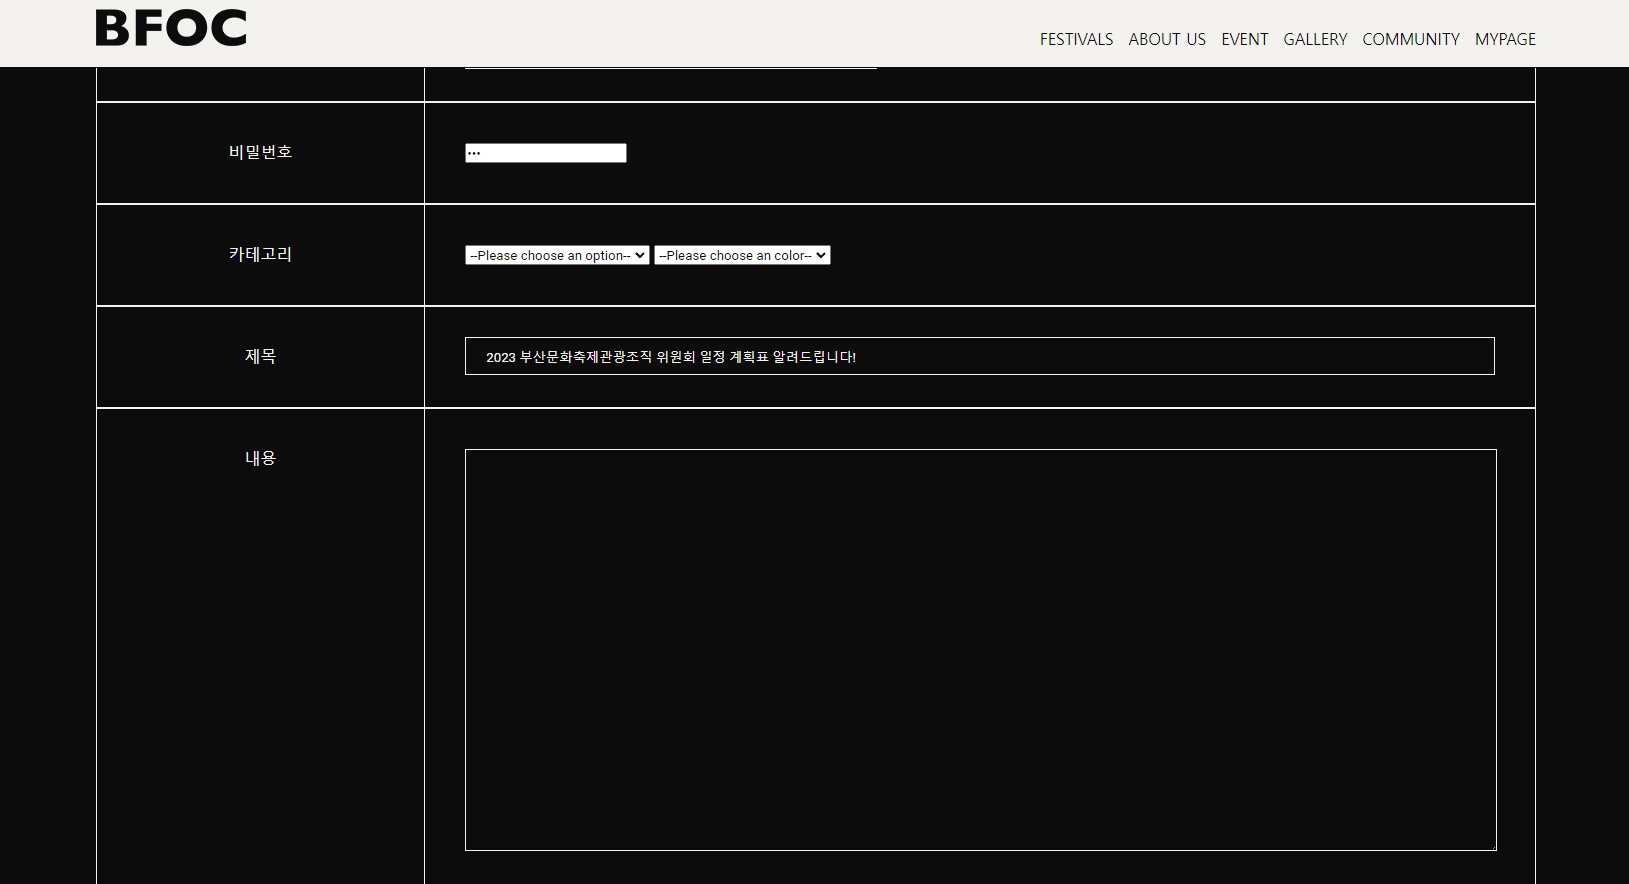 BFOC
FESTIVALS ABOUT US EVENT GALLERY COMMUNITY MYPAGE
비밀번호
•••
카테고리
--Please choose an option-- --Please choose an color--
제목
2023 부산문화축제관광조직 위원회 일정 계획표 알려드립니다!
내용